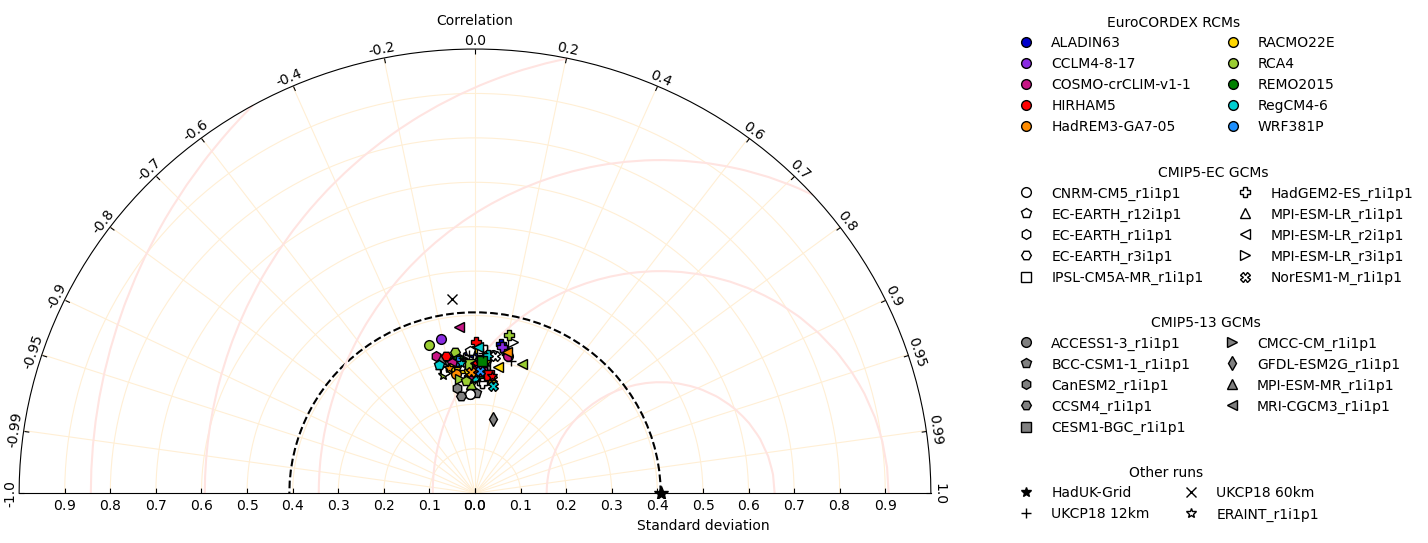 Correlation
-1.0
-0.99
-0.95
-0.9
-0.8
-0.7
-0.6
-0.4
-0.2
0.0
0.2
0.4
0.6
0.7
0.8
0.9
0.95
0.99
1.0
0.9 0.8 0.7 0.6 0.5 0.4 0.3 0.2 0.1 0.0 0.1 0.2 0.3 0.4 0.5 0.6 0.7 0.8 0.9
Standard deviation
EuroCORDEX RCMs
ALADIN63
CCLM4-8-17
COSMO-crCLIM-v1-1
HIRHAM5
HadREM3-GA7-05
RACMO22E
RCA4
REMO2015
RegCM4-6
WRF381P
CMIP5-EC GCMs
CNRM-CM5_r1i1p1
EC-EARTH_r12i1p1
EC-EARTH_r1i1p1
EC-EARTH_r3i1p1
IPSL-CM5A-MR_r1i1p1
HadGEM2-ES_r1i1p1
MPI-ESM-LR_r1i1p1
MPI-ESM-LR_r2i1p1
MPI-ESM-LR_r3i1p1
NorESM1-M_r1i1p1
CMIP5-13 GCMs
ACCESS1-3_r1i1p1
BCC-CSM1-1_r1i1p1
CanESM2_r1i1p1
CCSM4_r1i1p1
CESM1-BGC_r1i1p1
CMCC-CM_r1i1p1
GFDL-ESM2G_r1i1p1
MPI-ESM-MR_r1i1p1
MRI-CGCM3_r1i1p1
Other runs
HadUK-Grid
UKCP18 12km
UKCP18 60km
ERAINT_r1i1p1